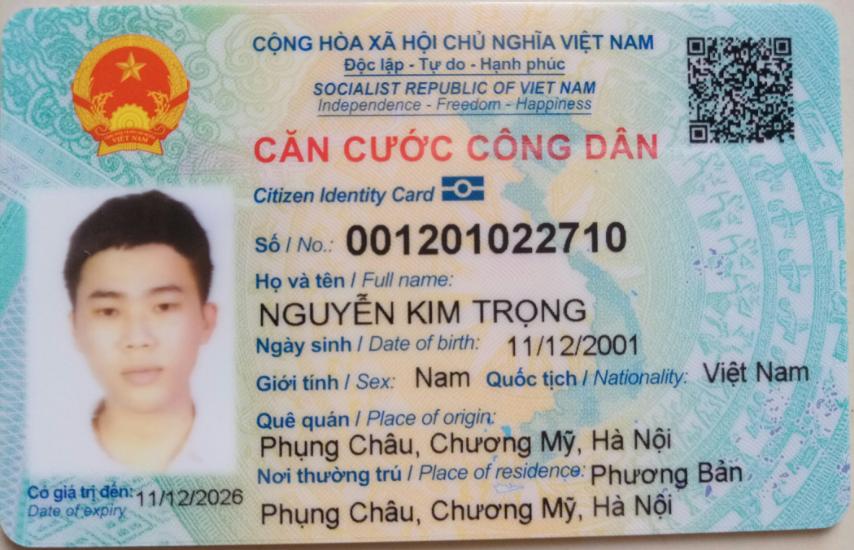 CỘNG HÒA XÃ HỘI CHỦ NGHĨA VIỆT NAM
Độc lập - Tự do - Hạnh phúc
SOCIALIST REPUBLIC OF VIET NAM
Independence - Freedom - Happiness
CĂN CƯỚC CÔNG DÂN
Citizen Identity Card
Số / No.: 001201022710
Họ và tên / Full name:
NGUYỄN KIM TRỌNG
Ngày sinh / Date of birth: 11/12/2001
Giới tính / Sex: Nam Quốc tịch / Nationality: Việt Nam
Quê quán / Place of origin:
Phụng Châu, Chương Mỹ, Hà Nội
Nơi thường trú / Place of residence: Phương Bản
Phụng Châu, Chương Mỹ, Hà Nội
Có giá trị đến: 11/12/2026
Date of expiry
VIỆT NAM